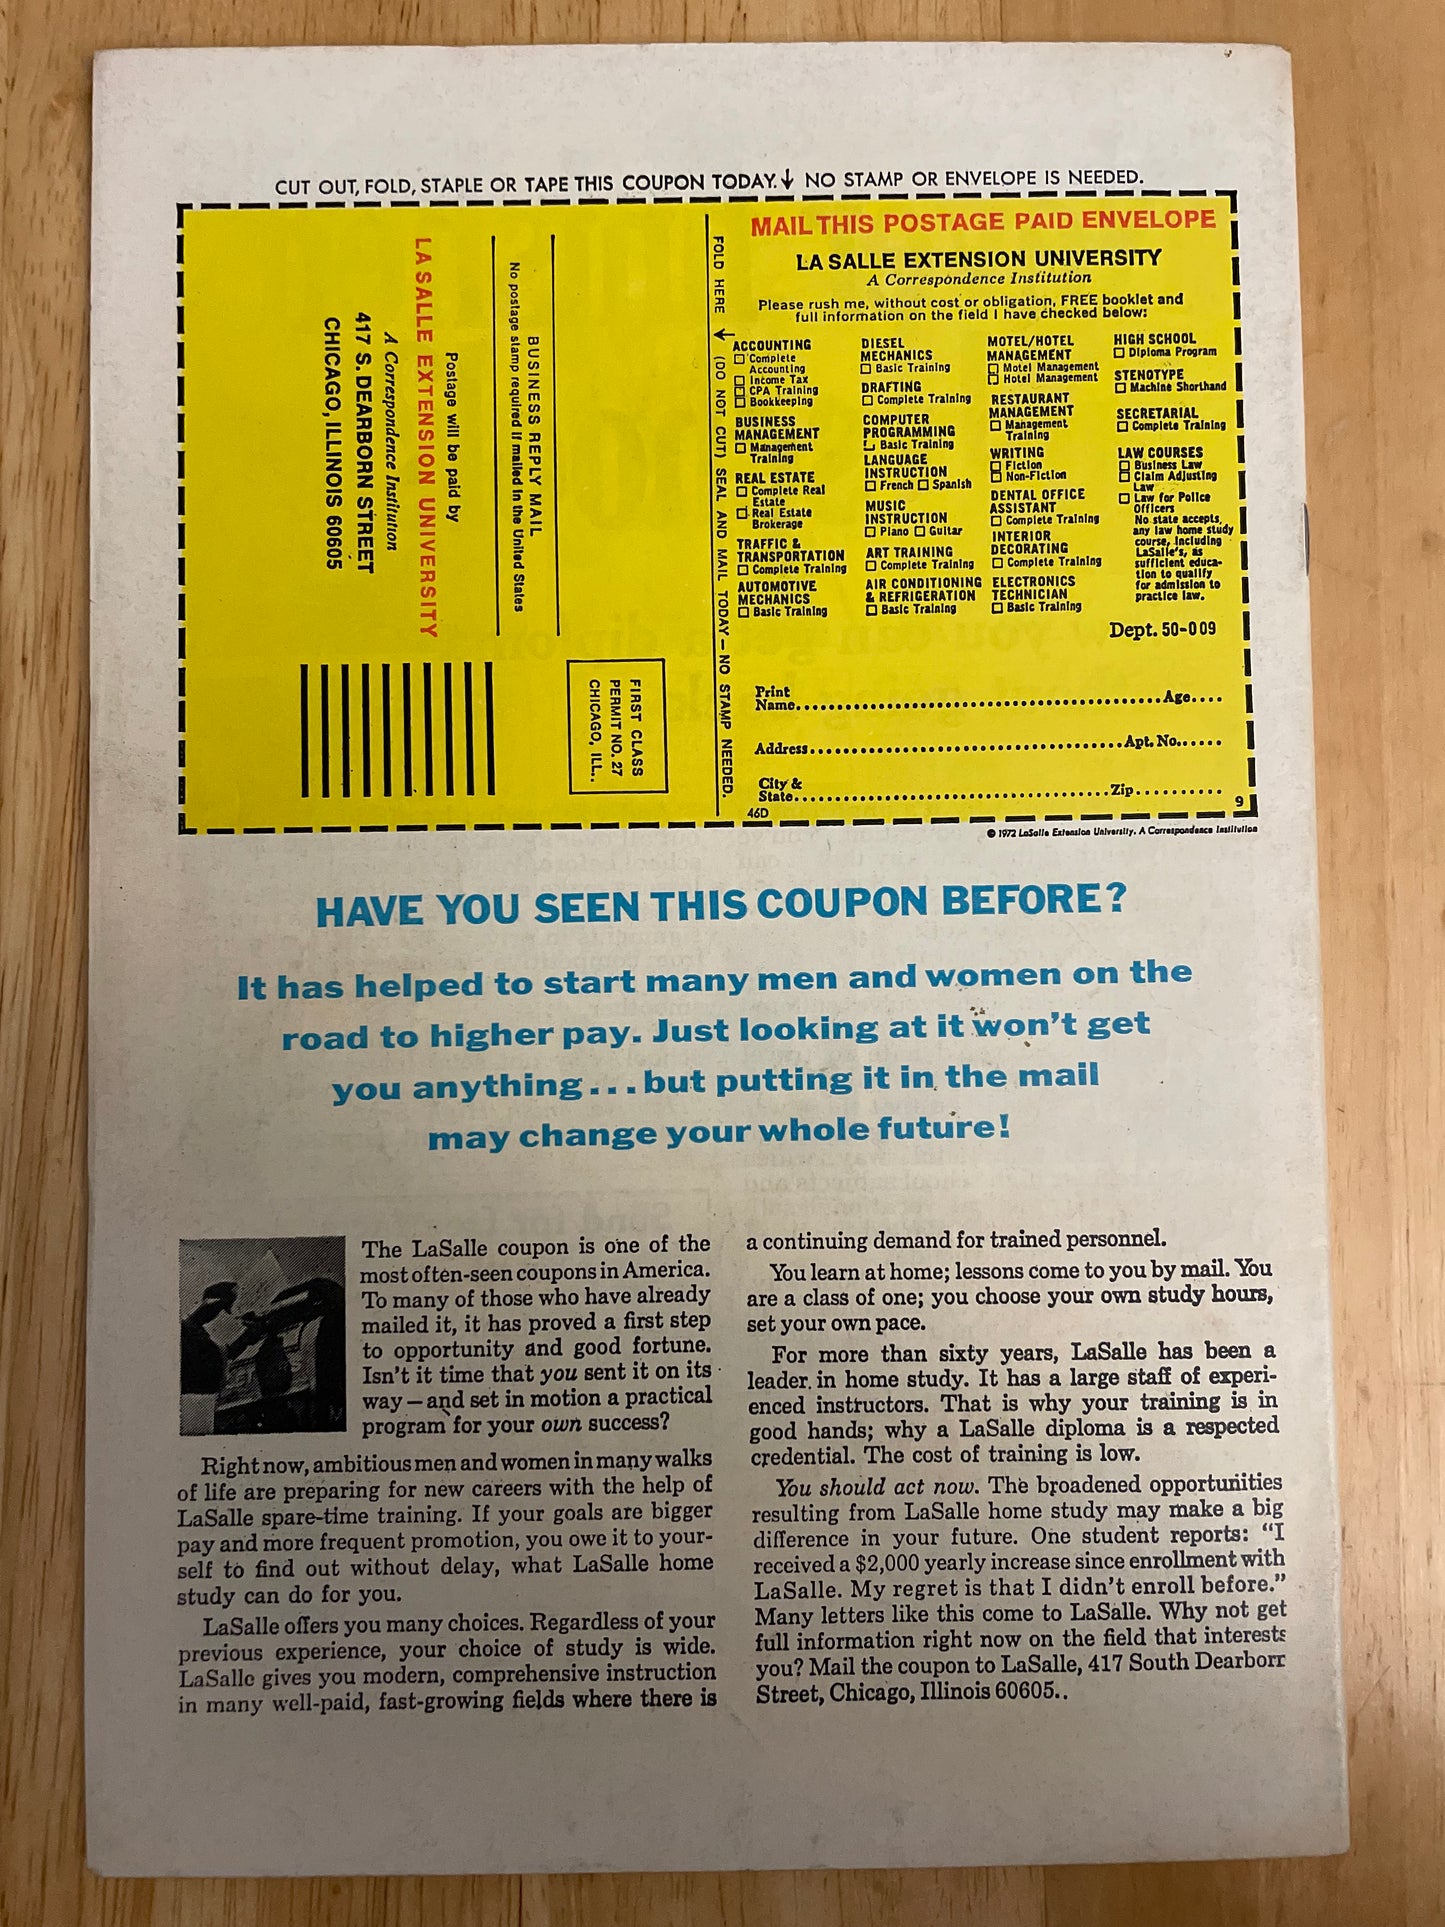 CUT OUT, FOLD, STAPLE OR TAPE THIS COUPON TODAY.↓ NO STAMP OR ENVELOPE IS NEEDED.
BUSINESS REPLY MAIL
No postage stamp required if mailed in the United States
Postage will be paid by
LA SALLE EXTENSION UNIVERSITY
A Correspondence Institution
417 S. DEARBORN STREET
CHICAGO, ILLINOIS 60605
FIRST CLASS
PERMIT NO. 27
CHICAGO, ILL..
FOLD HERE ↓ (DO NOT CUT) SEAL AND MAIL TODAY—NO STAMP NEEDED.
MAIL THIS POSTAGE PAID ENVELOPE
LA SALLE EXTENSION UNIVERSITY
A Correspondence Institution
Please rush me, without cost or obligation, FREE booklet and
full information on the field I have checked below:
ACCOUNTING
☐ Complete
Accounting
☐ Income Tax
☐ CPA Training
☐ Bookkeeping
BUSINESS
MANAGEMENT
☐ Management
Training
REAL ESTATE
☐ Complete Real
Estate
☐ Real Estate
Brokerage
TRAFFIC &
TRANSPORTATION
☐ Complete Training
AUTOMOTIVE
MECHANICS
☐ Basic Training
DIESEL
MECHANICS
☐ Basic Training
DRAFTING
☐ Complete Training
COMPUTER
PROGRAMMING
☐ Basic Training
LANGUAGE
INSTRUCTION
☐ French ☐ Spanish
MUSIC
INSTRUCTION
☐ Piano ☐ Guitar
ART TRAINING
☐ Complete Training
AIR CONDITIONING
& REFRIGERATION
☐ Basic Training
MOTEL/HOTEL
MANAGEMENT
☐ Motel Management
☐ Hotel Management
RESTAURANT
MANAGEMENT
☐ Management
Training
WRITING
☐ Fiction
☐ Non-Fiction
DENTAL OFFICE
ASSISTANT
☐ Complete Training
INTERIOR
DECORATING
☐ Complete Training
ELECTRONICS
TECHNICIAN
☐ Basic Training
HIGH SCHOOL
☐ Diploma Program
STENOTYPE
☐ Machine Shorthand
SECRETARIAL
☐ Complete Training
LAW COURSES
☐ Business Law
☐ Claim Adjusting
Law
☐ Law for Police
Officers
No state accepts,
any law home study
course, including
LaSalle's, as
sufficient educa-
tion to qualify
for admission to
practice law.
Dept. 50-009
Print
Name.......... Age....
Address.......... Apt. No......
City &
State.......... Zip..........
46D 9
© 1972 LaSalle Extension University. A Correspondence Institution
HAVE YOU SEEN THIS COUPON BEFORE?
It has helped to start many men and women on the
road to higher pay. Just looking at it won't get
you anything...but putting it in the mail
may change your whole future!
The LaSalle coupon is one of the
most often-seen coupons in America.
To many of those who have already
mailed it, it has proved a first step
to opportunity and good fortune.
Isn't it time that you sent it on its
way—and set in motion a practical
program for your own success?
Right now, ambitious men and women in many walks
of life are preparing for new careers with the help of
LaSalle spare-time training. If your goals are bigger
pay and more frequent promotion, you owe it to your-
self to find out without delay, what LaSalle home
study can do for you.
LaSalle offers you many choices. Regardless of your
previous experience, your choice of study is wide.
LaSalle gives you modern, comprehensive instruction
in many well-paid, fast-growing fields where there is
a continuing demand for trained personnel.
You learn at home; lessons come to you by mail. You
are a class of one; you choose your own study hours,
set your own pace.
For more than sixty years, LaSalle has been a
leader in home study. It has a large staff of experi-
enced instructors. That is why your training is in
good hands; why a LaSalle diploma is a respected
credential. The cost of training is low.
You should act now. The broadened opportunities
resulting from LaSalle home study may make a big
difference in your future. One student reports: "I
received a $2,000 yearly increase since enrollment with
LaSalle. My regret is that I didn't enroll before."
Many letters like this come to LaSalle. Why not get
full information right now on the field that interests
you? Mail the coupon to LaSalle, 417 South Dearborn
Street, Chicago, Illinois 60605..